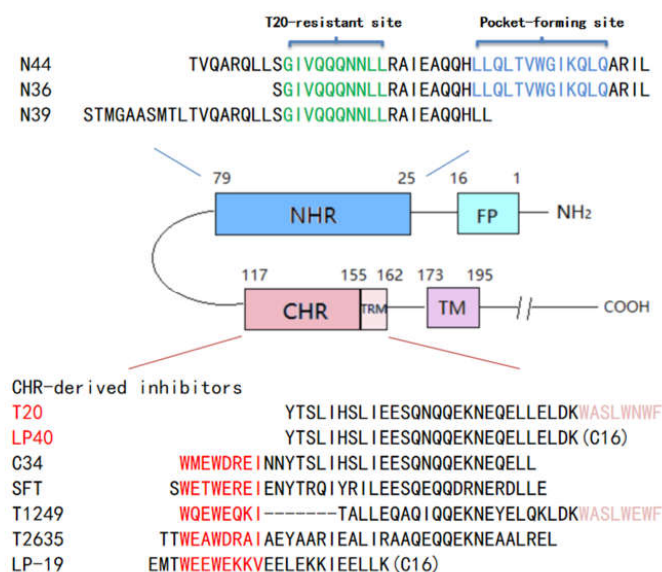 T20-resistant site Pocket-forming site
N44 TVQARQLLSGIVQQQNNLLRAIEAQQHLLQLTVWGIKQLQARIL
N36 SGIVQQQNNLLRAIEAQQHLLQLTVWGIKQLQARIL
N39 STMGAASMTLTVQARQLLSGIVQQQNNLLRAIEAQQHLL
79 25 16 1
NHR FP NH₂
117 155 162 173 195
CHR TRM TM COOH
CHR-derived inhibitors
T20 YTSLIHSLIEESQNQQEKNEQELLELDKWASLWNWF
LP40 YTSLIHSLIEESQNQQEKNEQELLELDK(C16)
C34 WMEWDREINNYTSLIHSLIEESQNQQEKNEQELL
SFT SWETWEREIENYTRQIYRILEESQEQQDRNERDLLE
T1249 WQEWEQKI-------TALLEQAQIQQEKNEYELQKLDKWASLWEWF
T2635 TTWEAWDRAIAEYAARIEALIRAAQEQQEKNEAALREL
LP-19 EMTWEEWEKKVEELEKKIEELLK(C16)